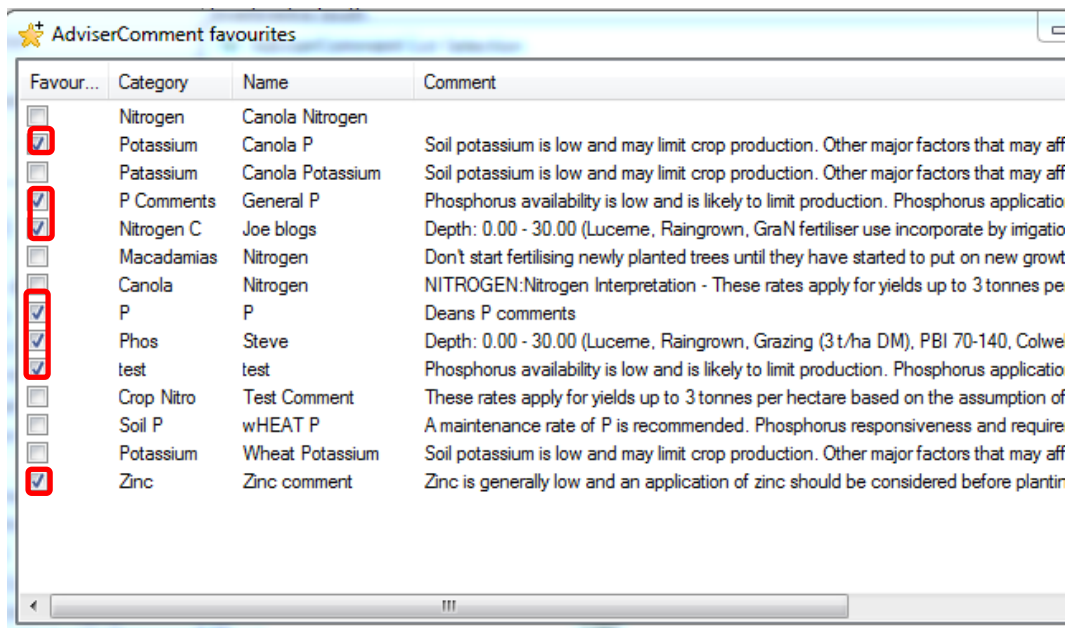 AdviserComment favourites
Favour... Category Name Comment
Nitrogen Canola Nitrogen
Potassium Canola P Soil potassium is low and may limit crop production. Other major factors that may aff
Patassium Canola Potassium Soil potassium is low and may limit crop production. Other major factors that may aff
P Comments General P Phosphorus availability is low and is likely to limit production. Phosphorus applicatio
Nitrogen C Joe blogs Depth: 0.00 - 30.00 (Lucerne, Raingrown, GraN fertiliser use incorporate by irrigatio
Macadamias Nitrogen Don't start fertilising newly planted trees until they have started to put on new growt
Canola Nitrogen NITROGEN:Nitrogen Interpretation - These rates apply for yields up to 3 tonnes pe
P P Deans P comments
Phos Steve Depth: 0.00 - 30.00 (Lucerne, Raingrown, Grazing (3 t/ha DM), PBI 70-140, Colwel
test test Phosphorus availability is low and is likely to limit production. Phosphorus applicatio
Crop Nitro Test Comment These rates apply for yields up to 3 tonnes per hectare based on the assumption of
Soil P wHEAT P A maintenance rate of P is recommended. Phosphorus responsiveness and require
Potassium Wheat Potassium Soil potassium is low and may limit crop production. Other major factors that may aff
Zinc Zinc comment Zinc is generally low and an application of zinc should be considered before plantin